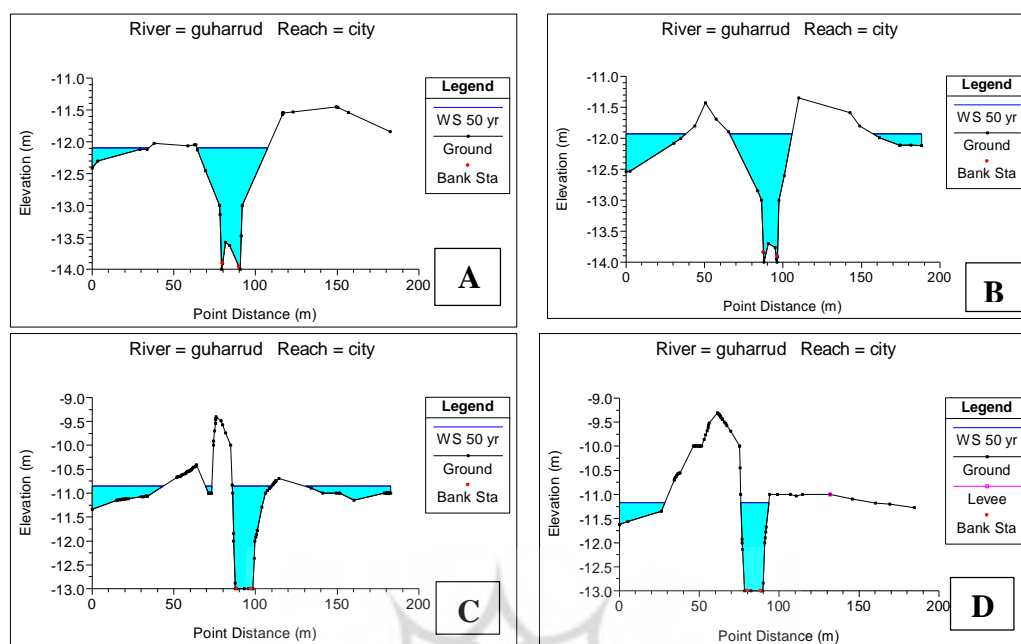 River = guharrud Reach = city
Elevation (m)
-11.0
-11.5
-12.0
-12.5
-13.0
-13.5
-14.0
0
50
100
150
200
Point Distance (m)
Legend
WS 50 yr
Ground
Bank Sta
A
River = guharrud Reach = city
Elevation (m)
-11.0
-11.5
-12.0
-12.5
-13.0
-13.5
-14.0
0
50
100
150
200
Point Distance (m)
Legend
WS 50 yr
Ground
Bank Sta
B
River = guharrud Reach = city
Elevation (m)
-9.0
-9.5
-10.0
-10.5
-11.0
-11.5
-12.0
-12.5
-13.0
0
50
100
150
200
Point Distance (m)
Legend
WS 50 yr
Ground
Bank Sta
C
River = guharrud Reach = city
Elevation (m)
-9.0
-9.5
-10.0
-10.5
-11.0
-11.5
-12.0
-12.5
-13.0
0
50
100
150
200
Point Distance (m)
Legend
WS 50 yr
Ground
Levee
Bank Sta
D